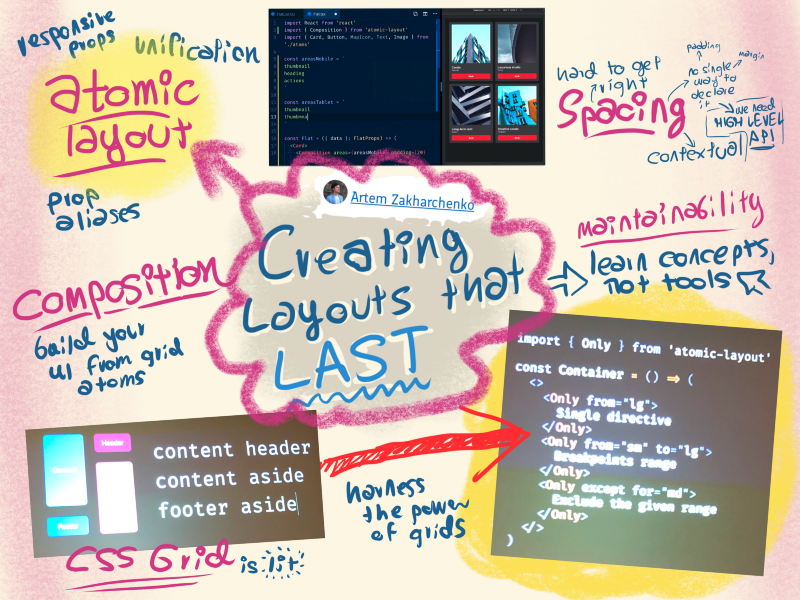 responsive
props
unification
atomic
layout
prop
aliases
import React from 'react'
import { Composition } from 'atomic-layout'
import { Card, Button, MapIcon, Text, Image } from
'./atoms'
const areasMobile = `
thumbnail
heading
actions
const areasTablet = `
thumbnail
thumbna
const Flat = ({ data }: FlatProps) => {
<Card>
<Composition areas={areasMobile} padding={20}
hard to get
right
Spacing
padding
margin
no single
way to
declare
it
we need
HIGH LEVEL
API
contextual
Artem Zakharchenko
Creating
Layouts that
LAST
maintainability
learn concepts,
not tools
composition
build your
UI from grid
atoms
Header
Content
Footer
content header
content aside
footer aside
CSS Grid is lit
harness
the power
of grids
import { Only } from 'atomic-layout'
const Container = () => (
<>
<Only from="lg">
Single directive
</Only>
<Only from="sm" to="lg">
Breakpoints range
</Only>
<Only except for="md">
Exclude the given range
</Only>
</>
)